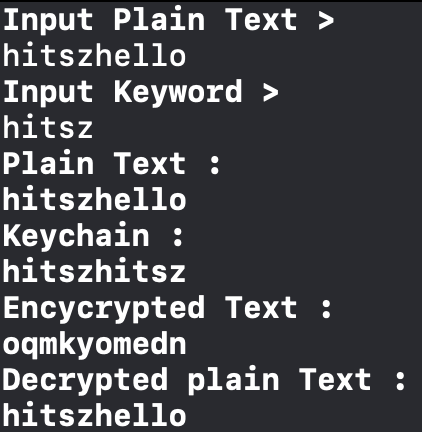 Input Plain Text >
hitszhello
Input Keyword >
hitsz
Plain Text :
hitszhello
Keychain :
hitszhitsz
Encycrypted Text :
oqmkyomedn
Decrypted plain Text :
hitszhello